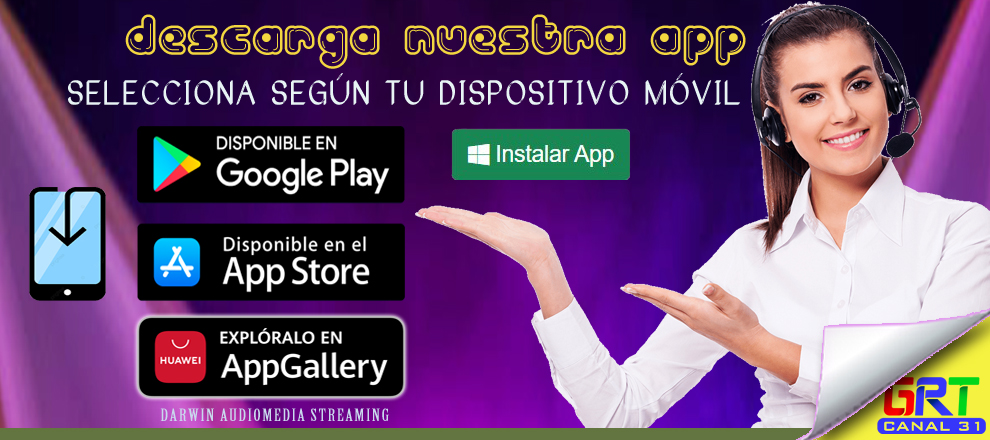 descarga nuestra app
SELECCIONA SEGÚN TU DISPOSITIVO MÓVIL
DISPONIBLE EN
Google Play
Instalar App
Disponible en el
App Store
EXPLÓRALO EN
AppGallery
HUAWEI
DARWIN AUDIOMEDIA STREAMING
GRT
CANAL 31